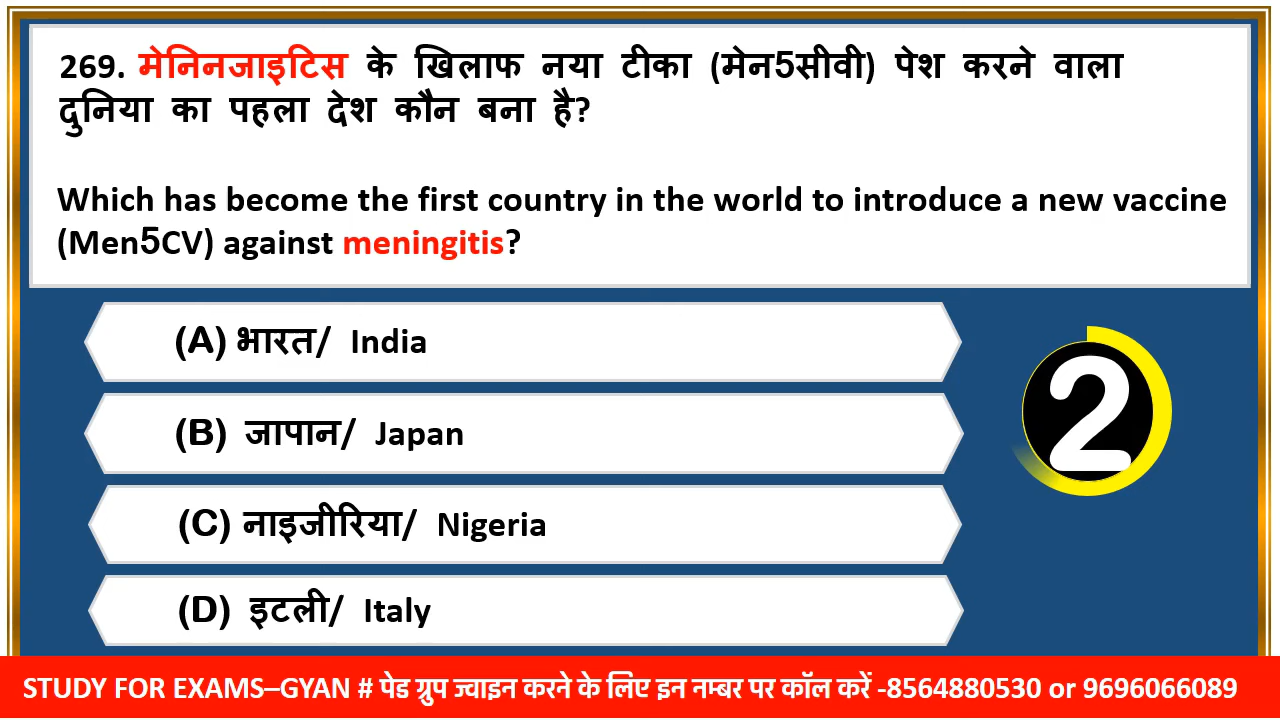 269. मेनिनजाइटिस के खिलाफ नया टीका (मेन5सीवी) पेश करने वाला
दुनिया का पहला देश कौन बना है?
Which has become the first country in the world to introduce a new vaccine
(Men5CV) against meningitis?
(A) भारत/ India
(B) जापान/ Japan
2
(C) नाइजीरिया/ Nigeria
(D) इटली/ Italy
STUDY FOR EXAMS–GYAN # पेड ग्रुप ज्वाइन करने के लिए इन नम्बर पर कॉल करें -8564880530 or 9696066089